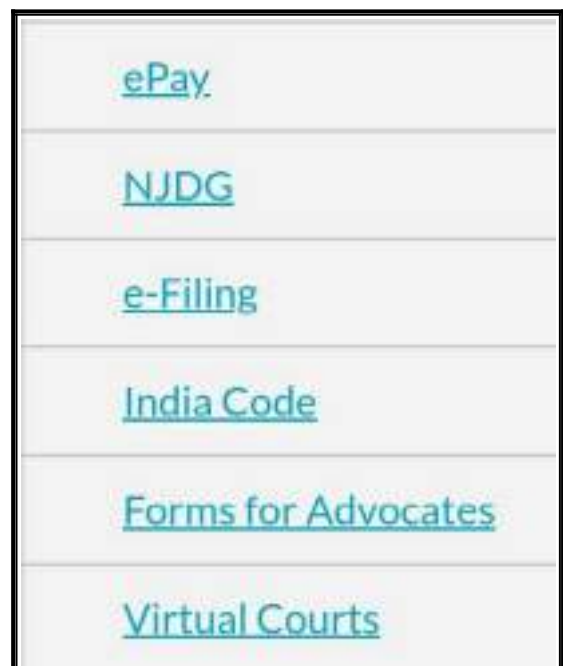 ePay
NJDG
e-Filing
India Code
Forms for Advocates
Virtual Courts